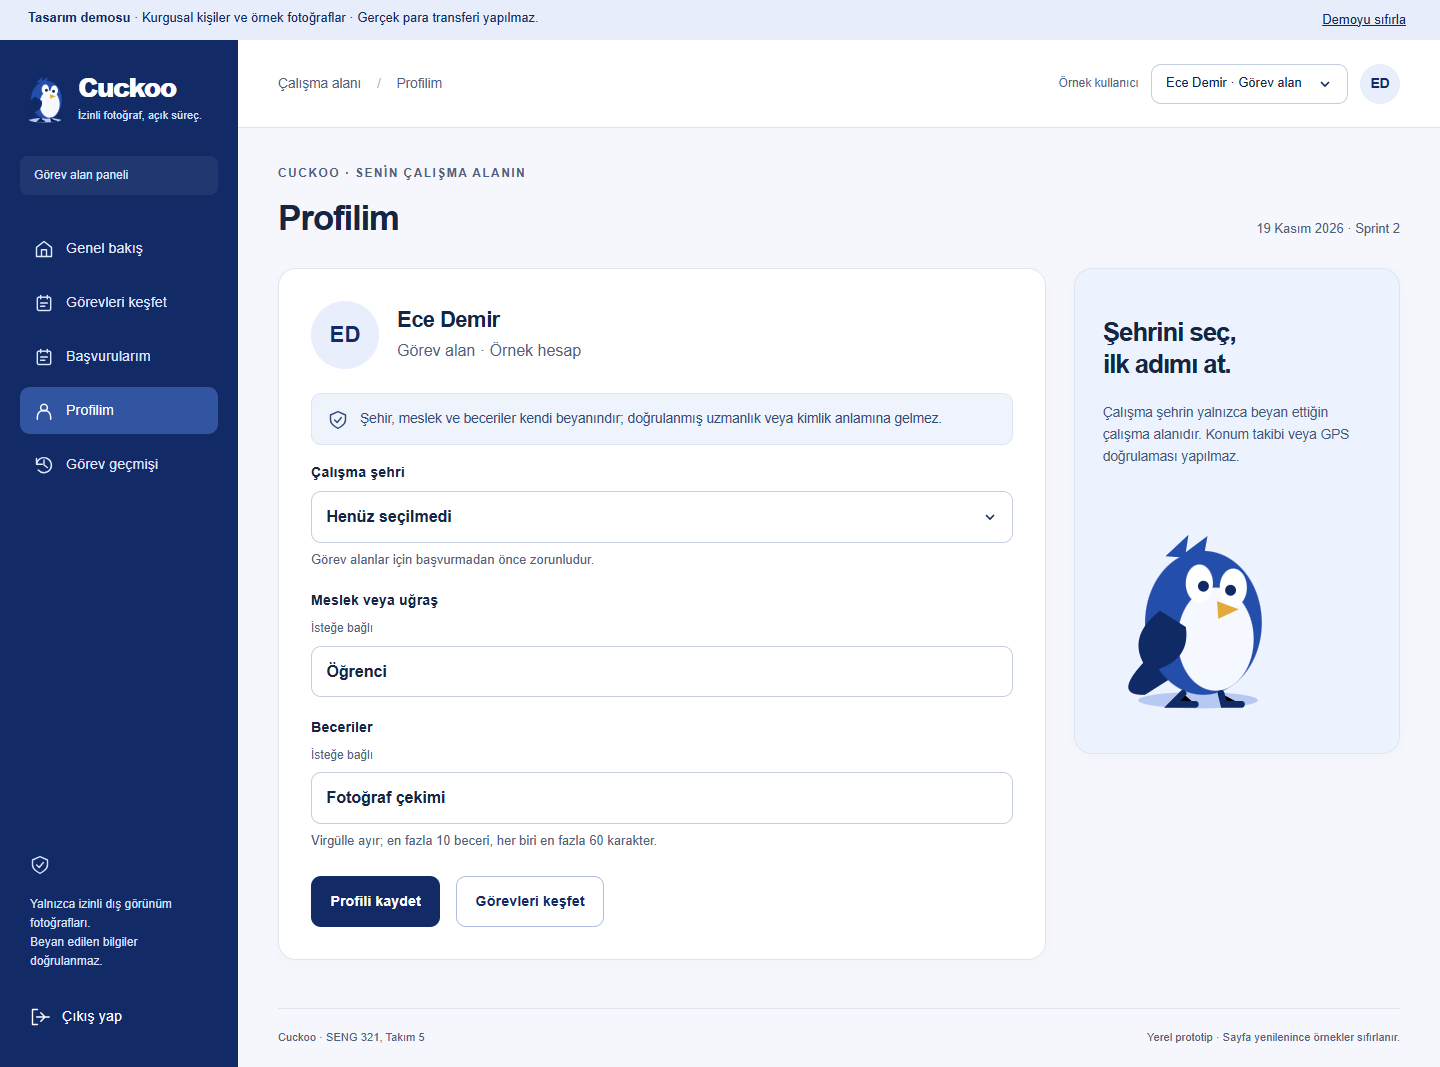 Tasarım demosu · Kurgusal kişiler ve örnek fotoğraflar · Gerçek para transferi yapılmaz.
Demoyu sıfırla
Cuckoo
İzinli fotoğraf, açık süreç.
Görev alan paneli
Genel bakış
Görevleri keşfet
Başvurularım
Profilim
Görev geçmişi
Yalnızca izinli dış görünüm
fotoğrafları.
Beyan edilen bilgiler
doğrulanmaz.
Çıkış yap
Çalışma alanı / Profilim
Örnek kullanıcı
Ece Demir · Görev alan
ED
CUCKOO · SENİN ÇALIŞMA ALANIN
Profilim
19 Kasım 2026 · Sprint 2
ED
Ece Demir
Görev alan · Örnek hesap
Şehir, meslek ve beceriler kendi beyanındır; doğrulanmış uzmanlık veya kimlik anlamına gelmez.
Çalışma şehri
Henüz seçilmedi
Görev alanlar için başvurmadan önce zorunludur.
Meslek veya uğraş
İsteğe bağlı
Öğrenci
Beceriler
İsteğe bağlı
Fotoğraf çekimi
Virgülle ayır; en fazla 10 beceri, her biri en fazla 60 karakter.
Profili kaydet
Görevleri keşfet
Şehrini seç,
ilk adımı at.
Çalışma şehrin yalnızca beyan ettiğin
çalışma alanıdır. Konum takibi veya GPS
doğrulaması yapılmaz.
Cuckoo · SENG 321, Takım 5
Yerel prototip · Sayfa yenilenince örnekler sıfırlanır.